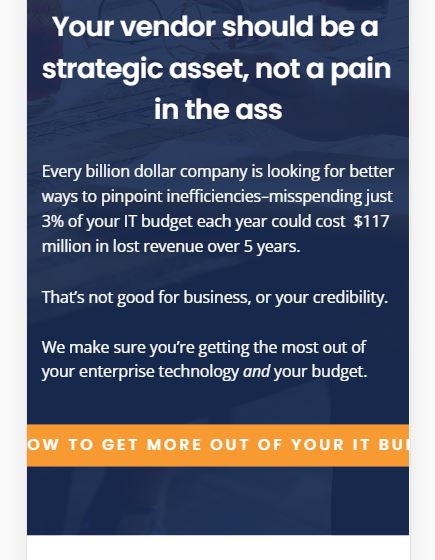 Your vendor should be a
strategic asset, not a pain
in the ass
Every billion dollar company is looking for better
ways to pinpoint inefficiencies–misspending just
3% of your IT budget each year could cost $117
million in lost revenue over 5 years.
That's not good for business, or your credibility.
We make sure you're getting the most out of
your enterprise technology and your budget.
OW TO GET MORE OUT OF YOUR IT BU